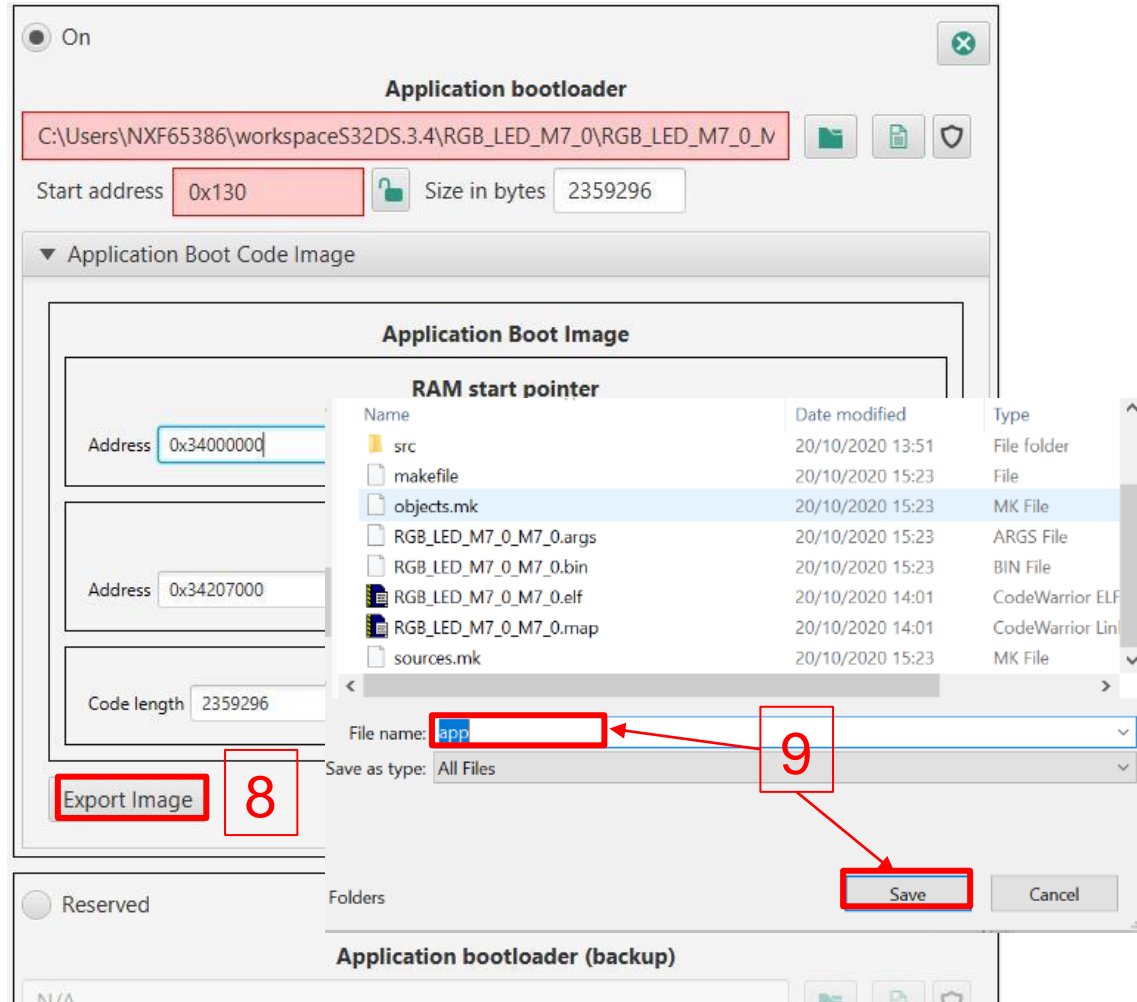 On
Application bootloader
C:\Users\NXF65386\workspaceS32DS.3.4\RGB_LED_M7_0\RGB_LED_M7_0_M
Start address 0x130 Size in bytes 2359296
Application Boot Code Image
Application Boot Image
RAM start pointer
Address 0x34000000
Address 0x34207000
Code length 2359296
Export Image 8
Name Date modified Type
src 20/10/2020 13:51 File folder
makefile 20/10/2020 15:23 File
objects.mk 20/10/2020 15:23 MK File
RGB_LED_M7_0_M7_0.args 20/10/2020 15:23 ARGS File
RGB_LED_M7_0_M7_0.bin 20/10/2020 15:23 BIN File
RGB_LED_M7_0_M7_0.elf 20/10/2020 14:01 CodeWarrior ELF
RGB_LED_M7_0_M7_0.map 20/10/2020 14:01 CodeWarrior Lin
sources.mk 20/10/2020 15:23 MK File
File name: app
9
Save as type: All Files
Folders Save Cancel
Reserved
Application bootloader (backup)
N/A